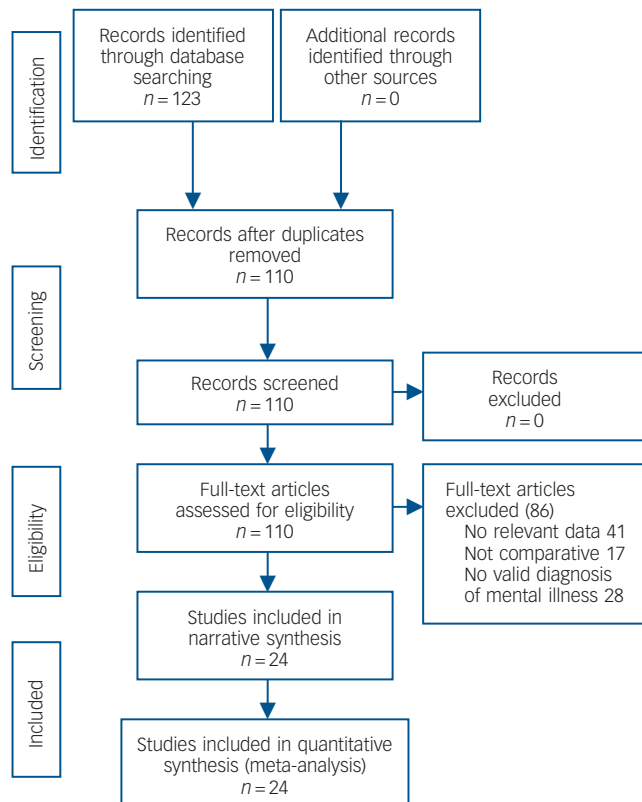 Identification
Records identified
through database
searching
n = 123
Additional records
identified through
other sources
n = 0
Records after duplicates
removed
n = 110
Screening
Records screened
n = 110
Records
excluded
n = 0
Eligibility
Full-text articles
assessed for eligibility
n = 110
Full-text articles
excluded (86)
No relevant data 41
Not comparative 17
No valid diagnosis
of mental illness 28
Studies included in
narrative synthesis
n = 24
Included
Studies included in quantitative
synthesis (meta-analysis)
n = 24